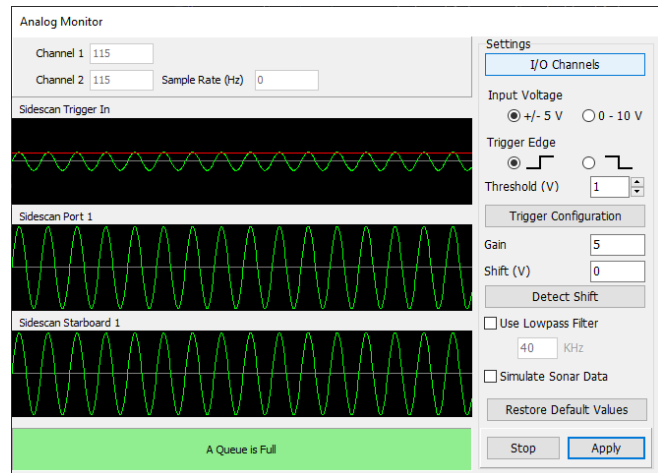 Analog Monitor
Channel 1 115
Channel 2 115 Sample Rate (Hz) 0
Sidescan Trigger In
Sidescan Port 1
Sidescan Starboard 1
A Queue is Full
Settings
I/O Channels
Input Voltage
+/- 5 V 0 - 10 V
Trigger Edge
Threshold (V) 1
Trigger Configuration
Gain 5
Shift (V) 0
Detect Shift
Use Lowpass Filter
40 KHz
Simulate Sonar Data
Restore Default Values
Stop Apply